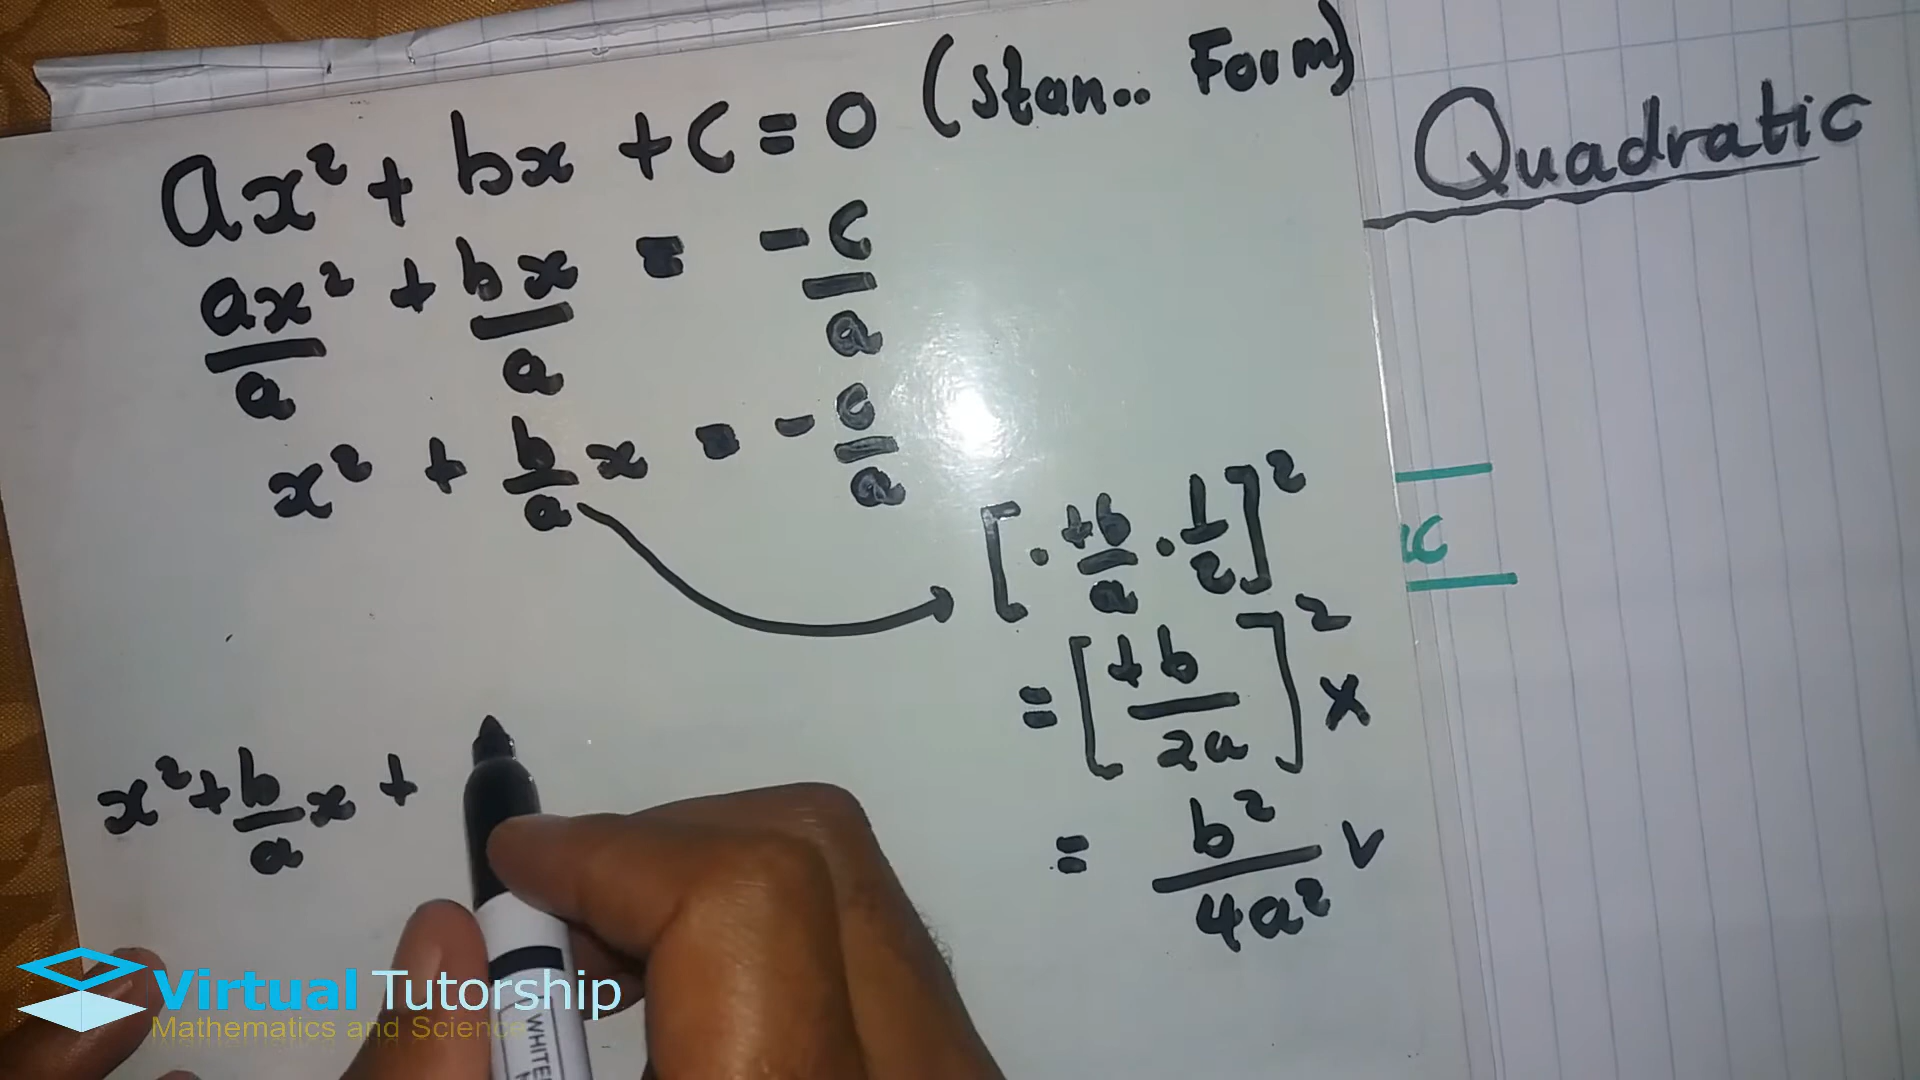 ax² + bx + c = 0 (Stan.. Form)
Quadratic
ax²/a + bx/a = -c/a
x² + b/a x = -c/a
[· +b/a · 1/2]²
= [+b/2a]² x
x² + b/a x +
= b²/4a² v
Virtual Tutorship
Mathematics and Science
WHITE